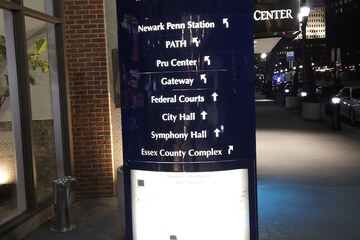 Newark Penn Station ↖
PATH ↖
Pru Center ↖
Gateway ↖
Federal Courts ↑
City Hall ↑
Symphony Hall ↑
Essex County Complex ↗
CENTER